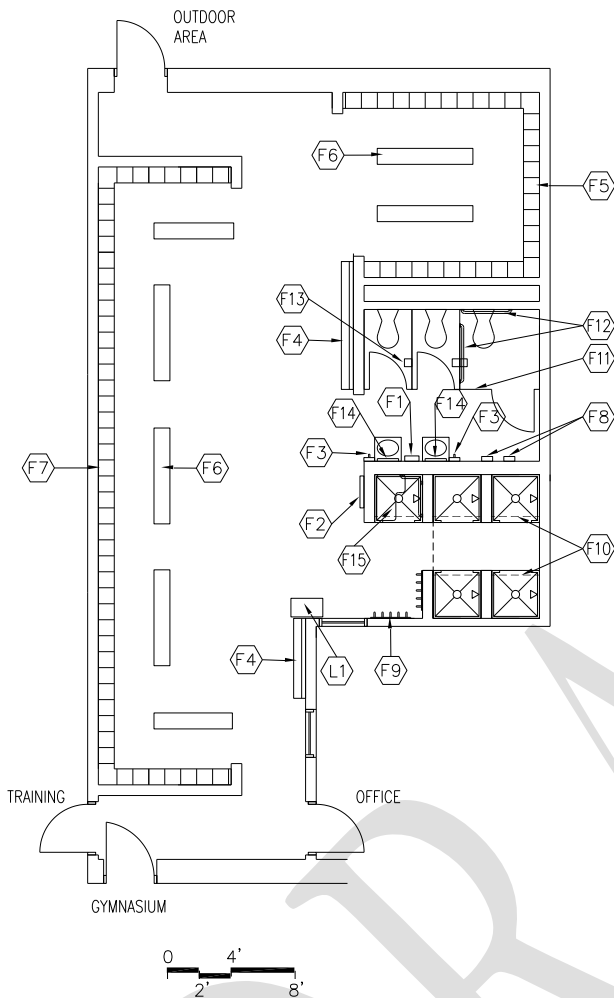 OUTDOOR
AREA
F6
F5
F13
F12
F4
F11
F14
F1
F14
F3
F8
F3
F7
F6
F2
F15
F10
F4
L1
F9
TRAINING
OFFICE
GYMNASIUM
0 4'
2' 8'